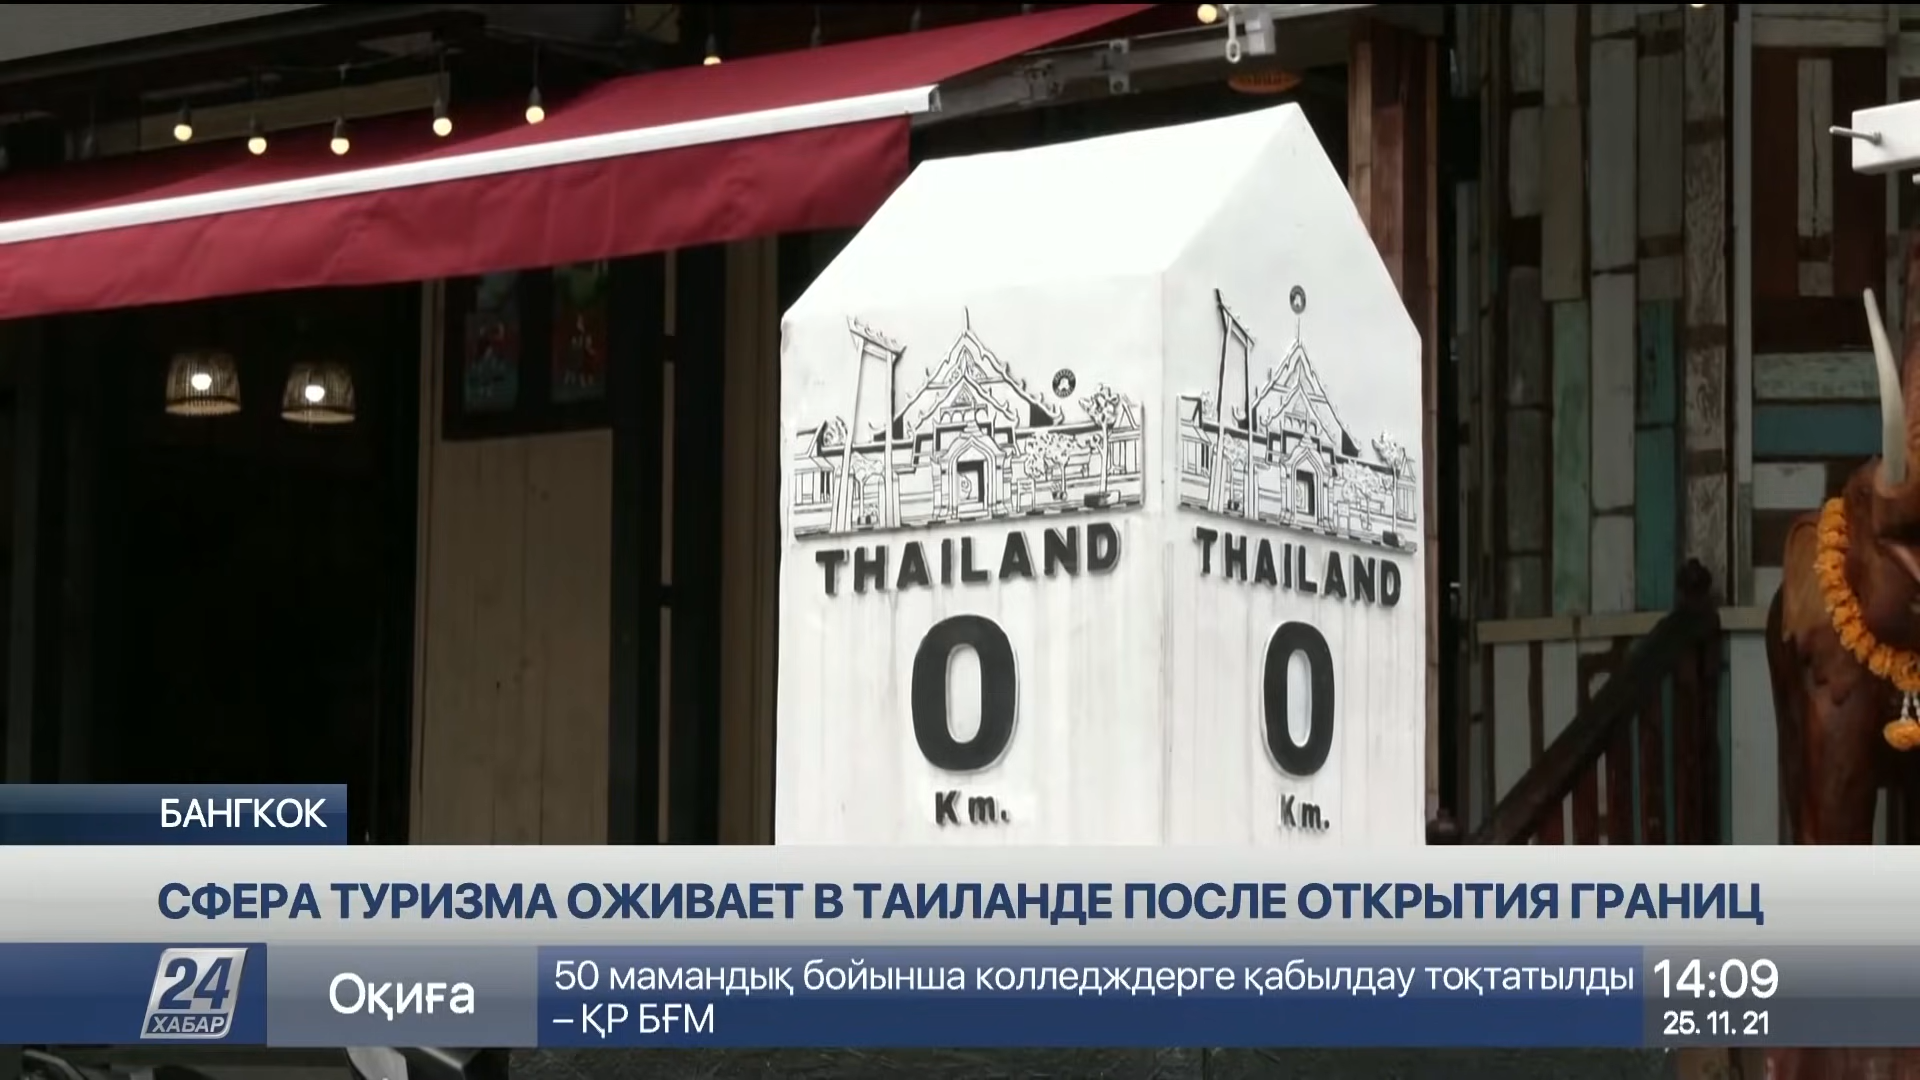 THAILAND
0
Km.
THAILAND
0
Km.
БАНГКОК
СФЕРА ТУРИЗМА ОЖИВАЕТ В ТАИЛАНДЕ ПОСЛЕ ОТКРЫТИЯ ГРАНИЦ
24
ХАБАР
Оқиға
50 мамандық бойынша колледждерге қабылдау тоқтатылды
– ҚР БҒМ
14:09
25.11.21